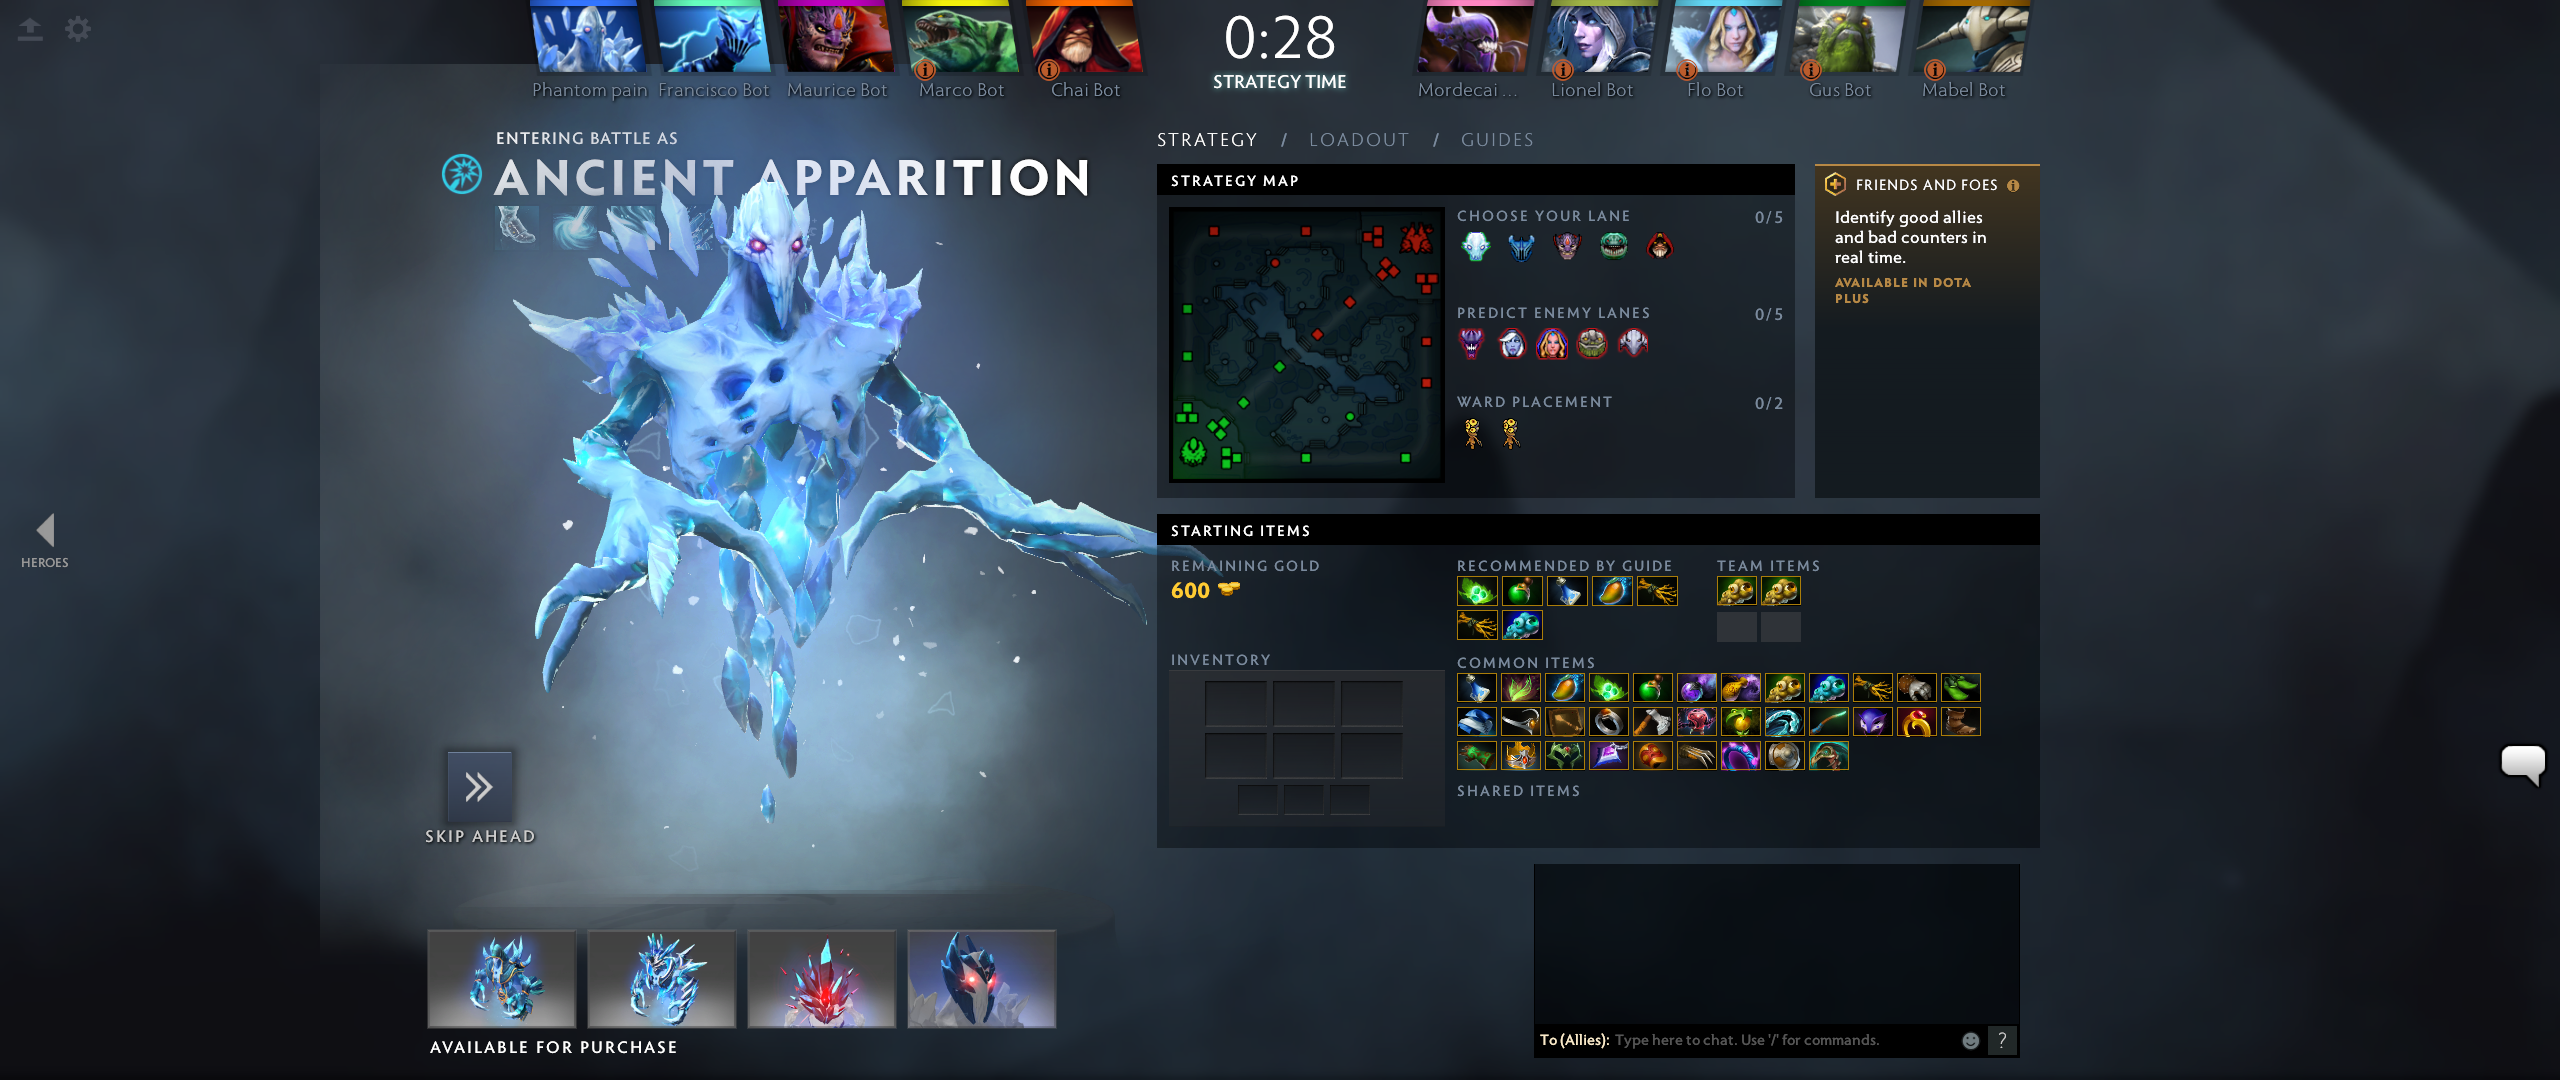 0:28
STRATEGY TIME
Phantom pain
Francisco Bot
Maurice Bot
Marco Bot
Chai Bot
Mordecai ...
Lionel Bot
Flo Bot
Gus Bot
Mabel Bot
ENTERING BATTLE AS
ANCIENT APPARITION
HEROES
SKIP AHEAD
AVAILABLE FOR PURCHASE
STRATEGY / LOADOUT / GUIDES
STRATEGY MAP
CHOOSE YOUR LANE 0/5
PREDICT ENEMY LANES 0/5
WARD PLACEMENT 0/2
FRIENDS AND FOES
Identify good allies
and bad counters in
real time.
AVAILABLE IN DOTA
PLUS
STARTING ITEMS
REMAINING GOLD
600
INVENTORY
RECOMMENDED BY GUIDE
TEAM ITEMS
COMMON ITEMS
SHARED ITEMS
To (Allies): Type here to chat. Use '/' for commands.
?